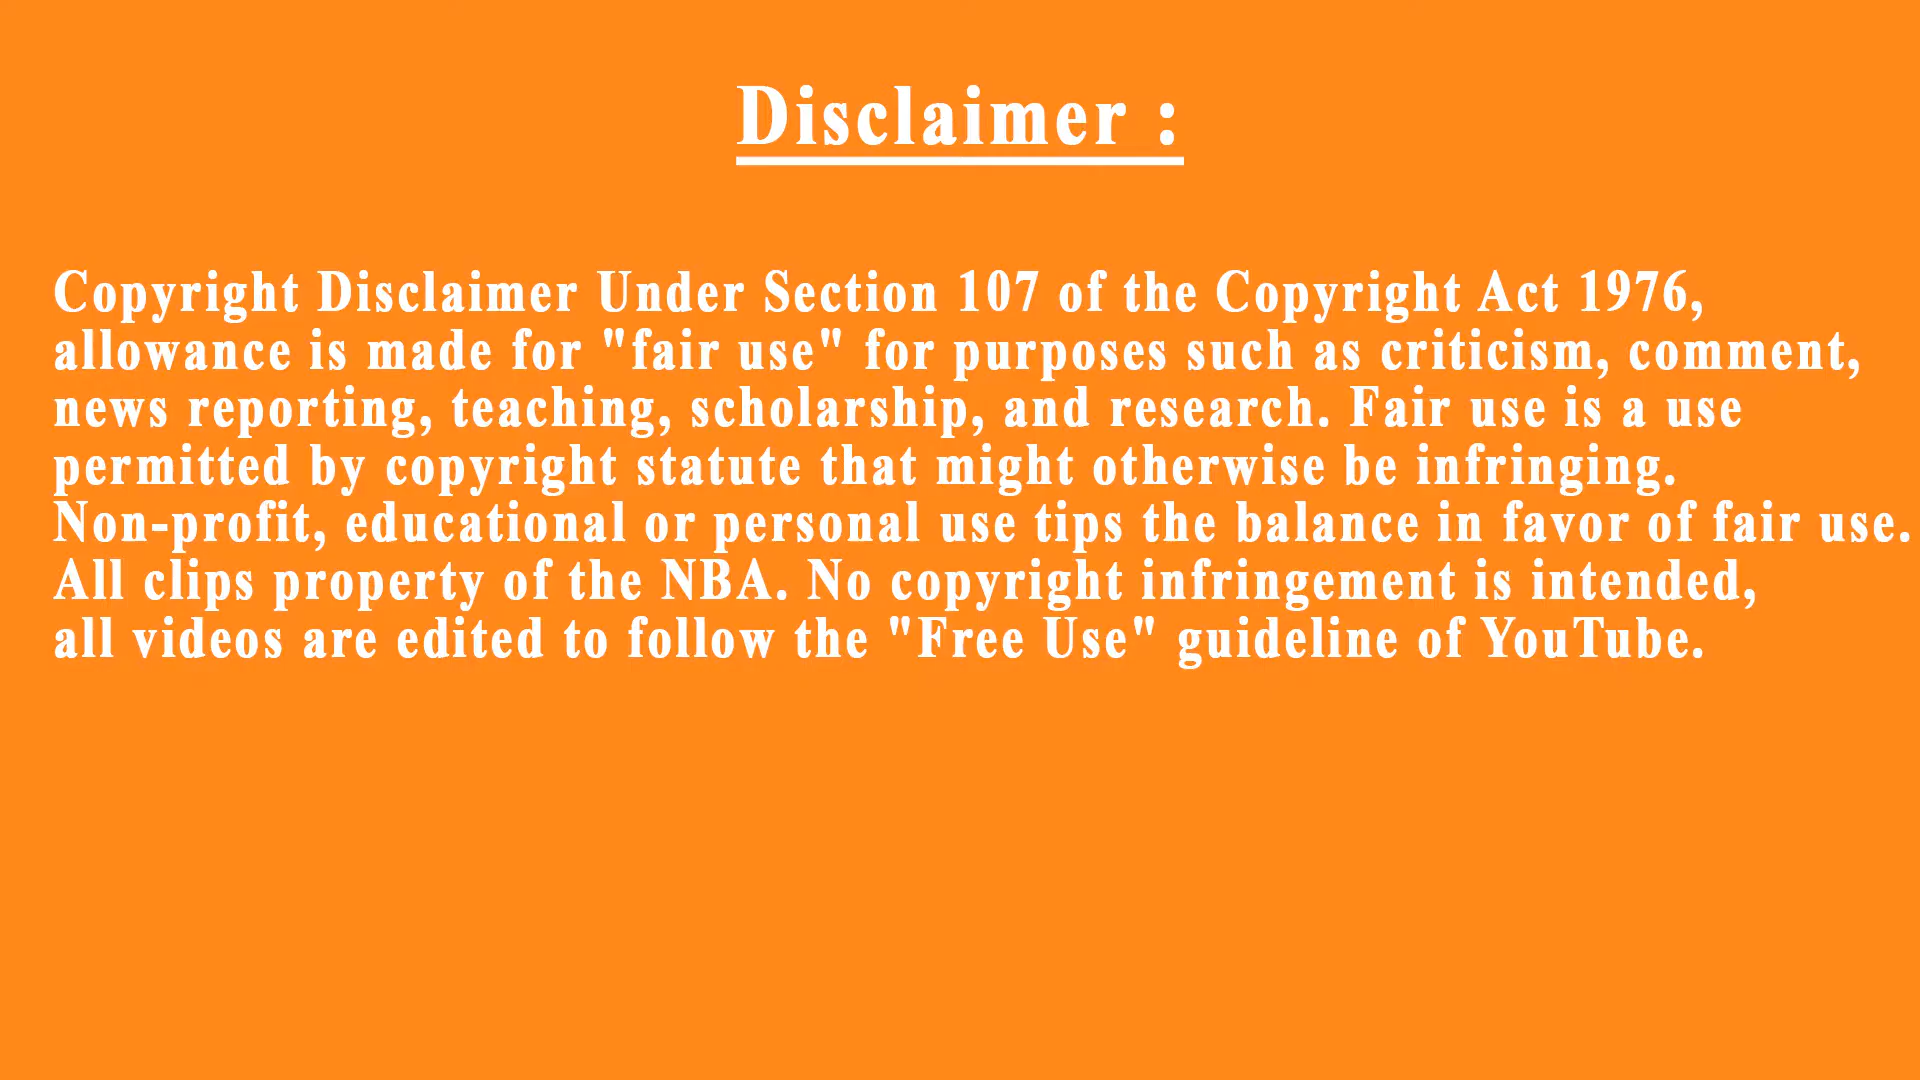 Disclaimer :
Copyright Disclaimer Under Section 107 of the Copyright Act 1976,
allowance is made for "fair use" for purposes such as criticism, comment,
news reporting, teaching, scholarship, and research. Fair use is a use
permitted by copyright statute that might otherwise be infringing.
Non-profit, educational or personal use tips the balance in favor of fair use.
All clips property of the NBA. No copyright infringement is intended,
all videos are edited to follow the "Free Use" guideline of YouTube.